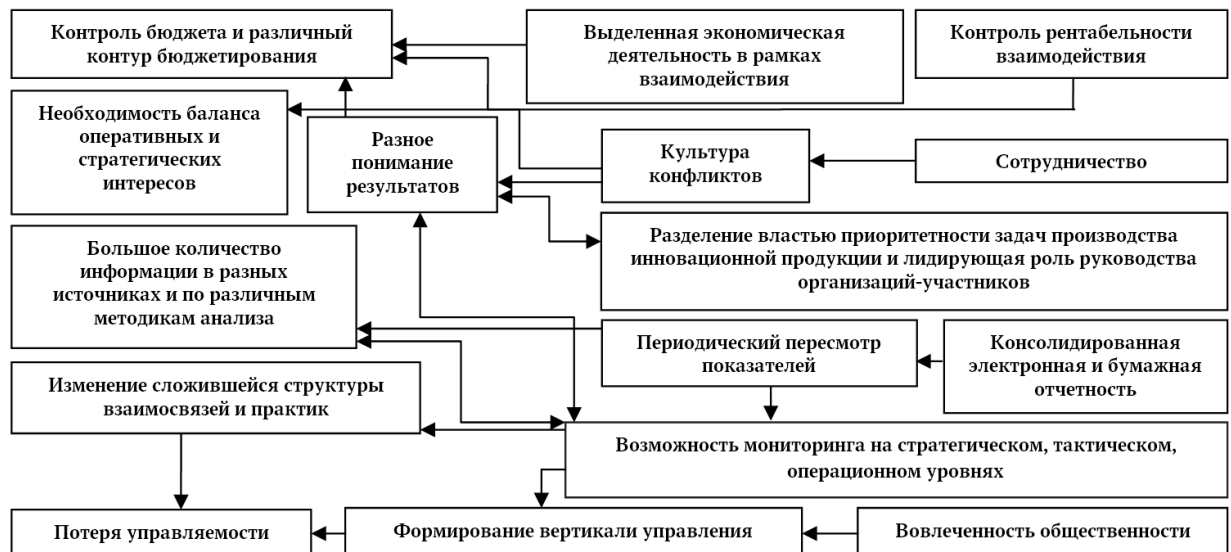 Контроль бюджета и различный
контур бюджетирования
Выделенная экономическая
деятельность в рамках
взаимодействия
Контроль рентабельности
взаимодействия
Необходимость баланса
оперативных и
стратегических
интересов
Разное
понимание
результатов
Культура
конфликтов
Сотрудничество
Разделение властью приоритетности задач производства
инновационной продукции и лидирующая роль руководства
организаций-участников
Большое количество
информации в разных
источниках и по различным
методикам анализа
Периодический пересмотр
показателей
Консолидированная
электронная и бумажная
отчетность
Изменение сложившейся структуры
взаимосвязей и практик
Возможность мониторинга на стратегическом, тактическом,
операционном уровнях
Потеря управляемости
Формирование вертикали управления
Вовлеченность общественности